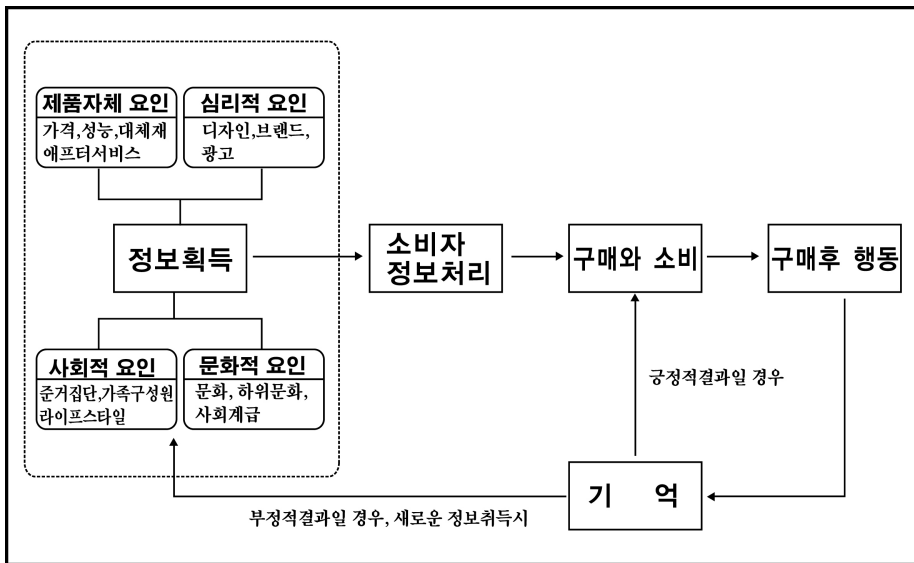 제품자체 요인
가격,성능,대체재
애프터서비스
심리적 요인
디자인,브랜드,
광고
정보획득
소비자
정보처리
구매와 소비
구매후 행동
사회적 요인
준거집단,가족구성원
라이프스타일
문화적 요인
문화, 하위문화,
사회계급
긍정적결과일 경우
기 억
부정적결과일 경우, 새로운 정보취득시